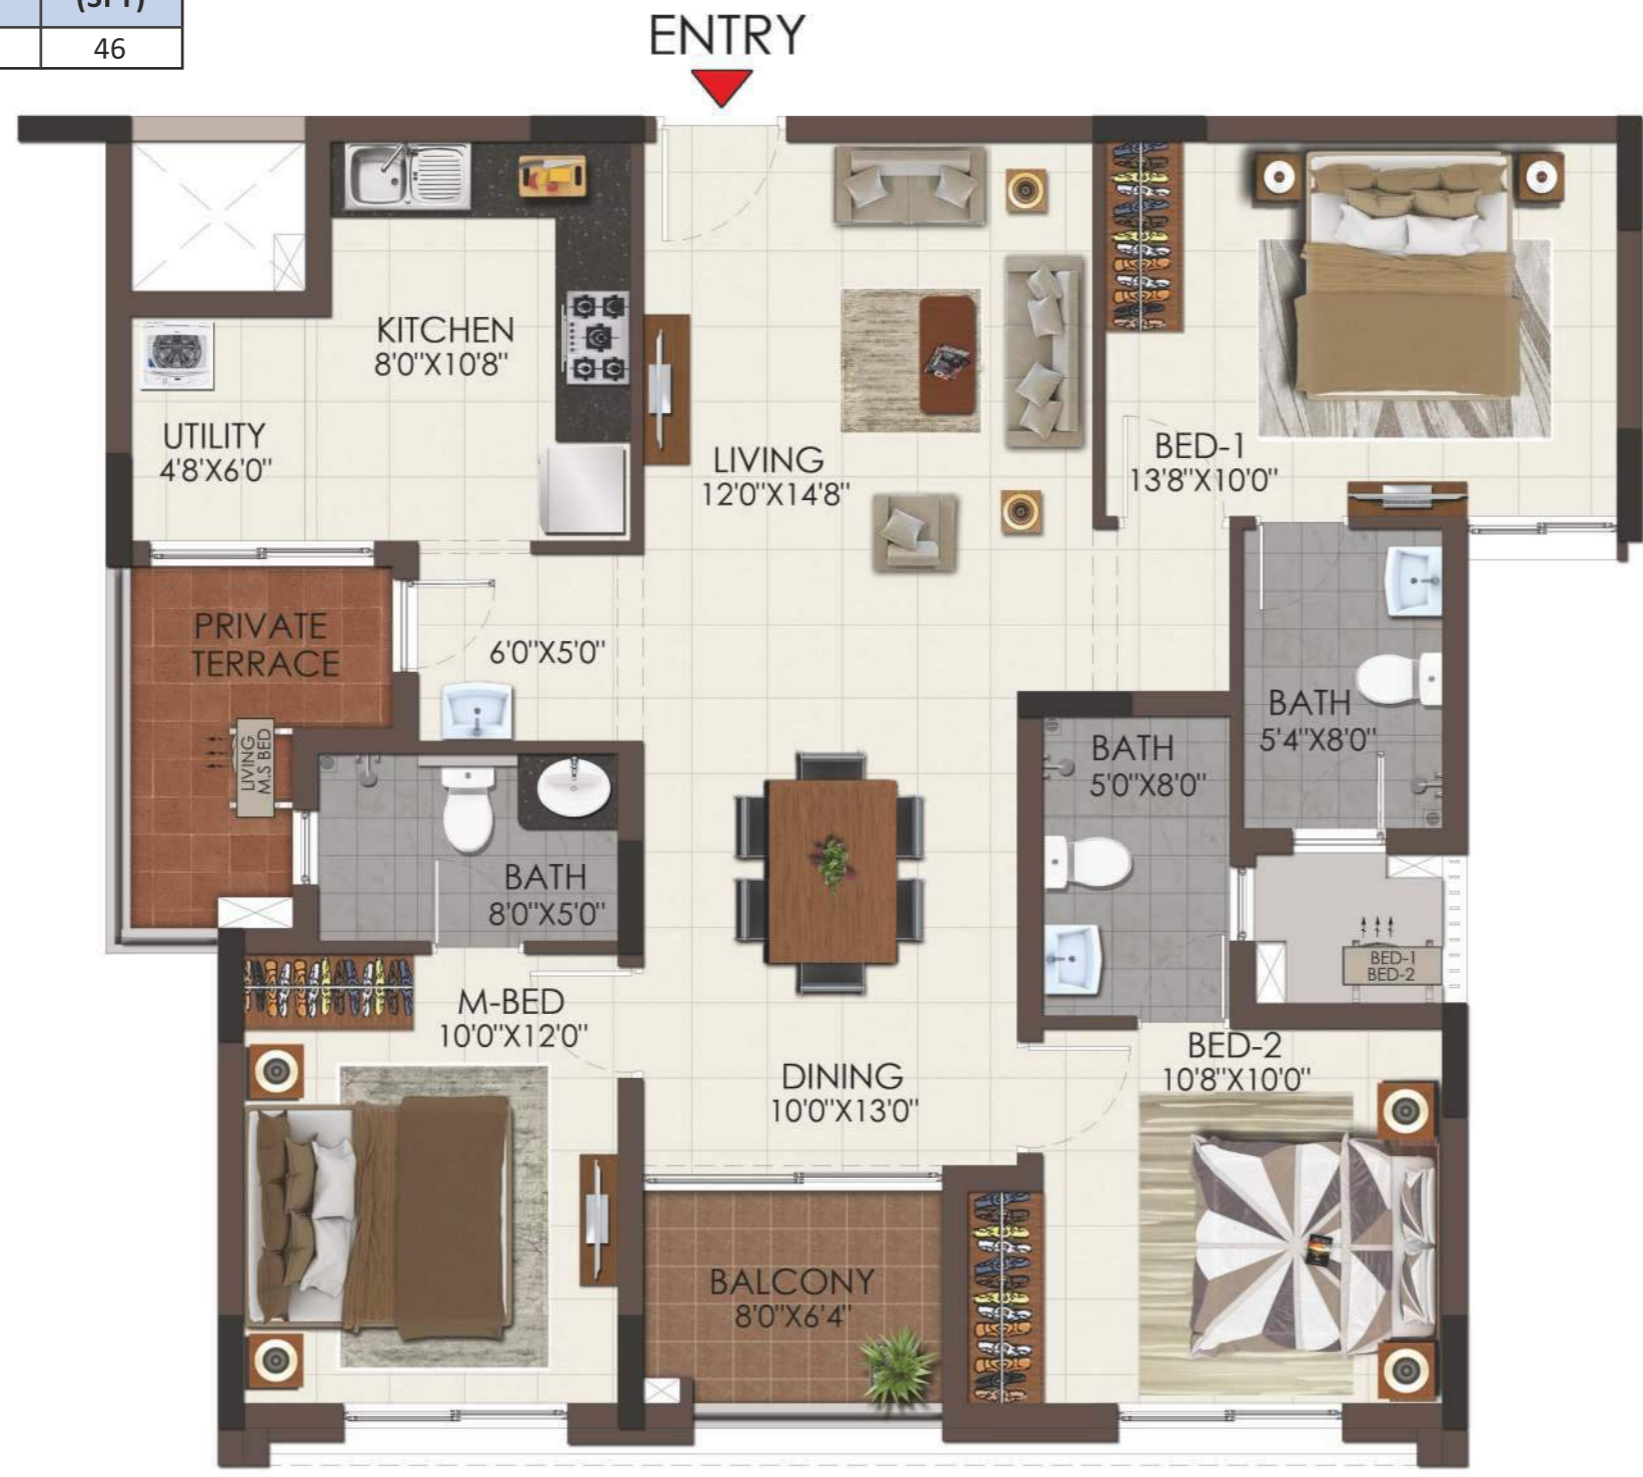 (SFT)
46
ENTRY
KITCHEN
8'0"X10'8"
UTILITY
4'8'X6'0"
LIVING
12'0"X14'8"
BED-1
13'8"X10'0"
PRIVATE
TERRACE
6'0"X5'0"
LIVING
M.S BED
BATH
5'4"X8'0"
BATH
5'0"X8'0"
BATH
8'0"X5'0"
BED-1
BED-2
M-BED
10'0"X12'0"
BED-2
10'8"X10'0"
DINING
10'0"X13'0"
BALCONY
8'0"X6'4"